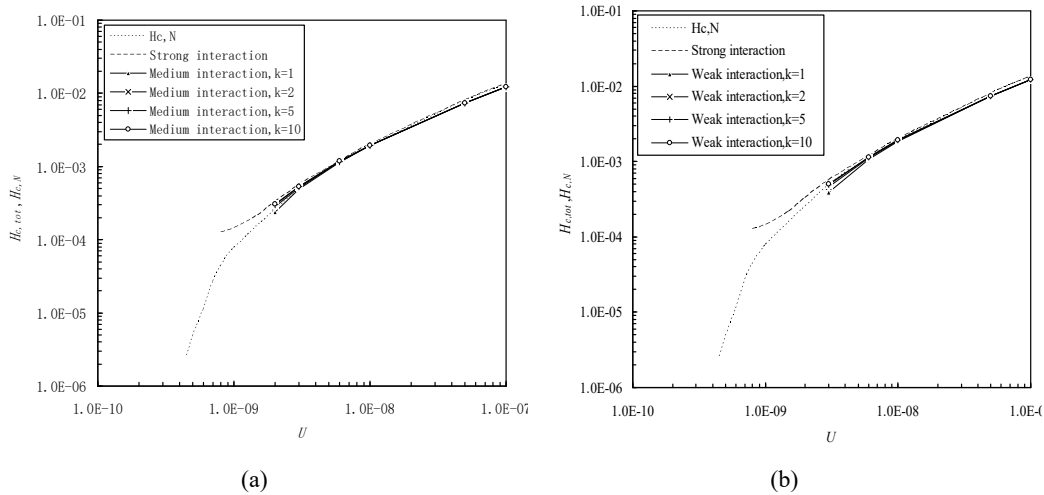 1.0E-01
1.0E-02
1.0E-03
1.0E-04
1.0E-05
1.0E-06
1.0E-10
1.0E-09
1.0E-08
1.0E-07
U
Hc,tot,Hc,N
Hc,N
Strong interaction
Medium interaction,k=1
Medium interaction,k=2
Medium interaction,k=5
Medium interaction,k=10
(a)
1.0E-01
1.0E-02
1.0E-03
1.0E-04
1.0E-05
1.0E-06
1.0E-10
1.0E-09
1.0E-08
1.0E-0
U
Hc,tot,Hc,N
Hc,N
Strong interaction
Weak interaction,k=1
Weak interaction,k=2
Weak interaction,k=5
Weak interaction,k=10
(b)